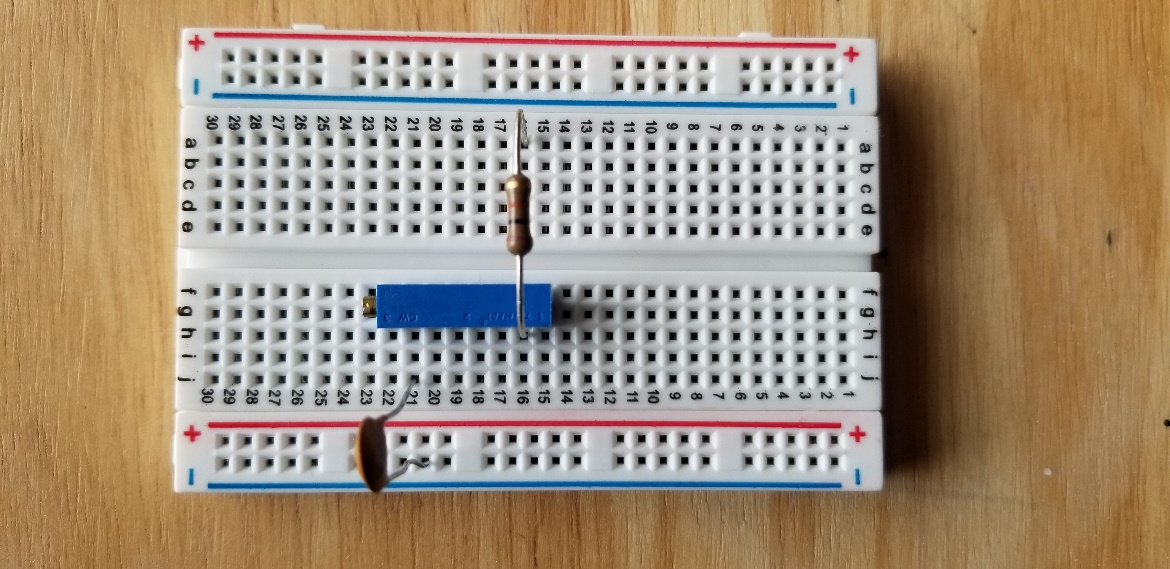 + +
- -
30 29 28 27 26 25 24 23 22 21 20 19 18 17 15 14 13 12 11 10 9 8 7 6 5 4 3 2 1
a a
b b
c c
d d
e e
f f
g g
CW 3 2
h h
i i
j j
30 29 28 27 26 25 24 23 22 21 20 19 18 17 16 15 14 13 12 11 10 9 8 7 6 5 4 3 2 1
+ +
- -